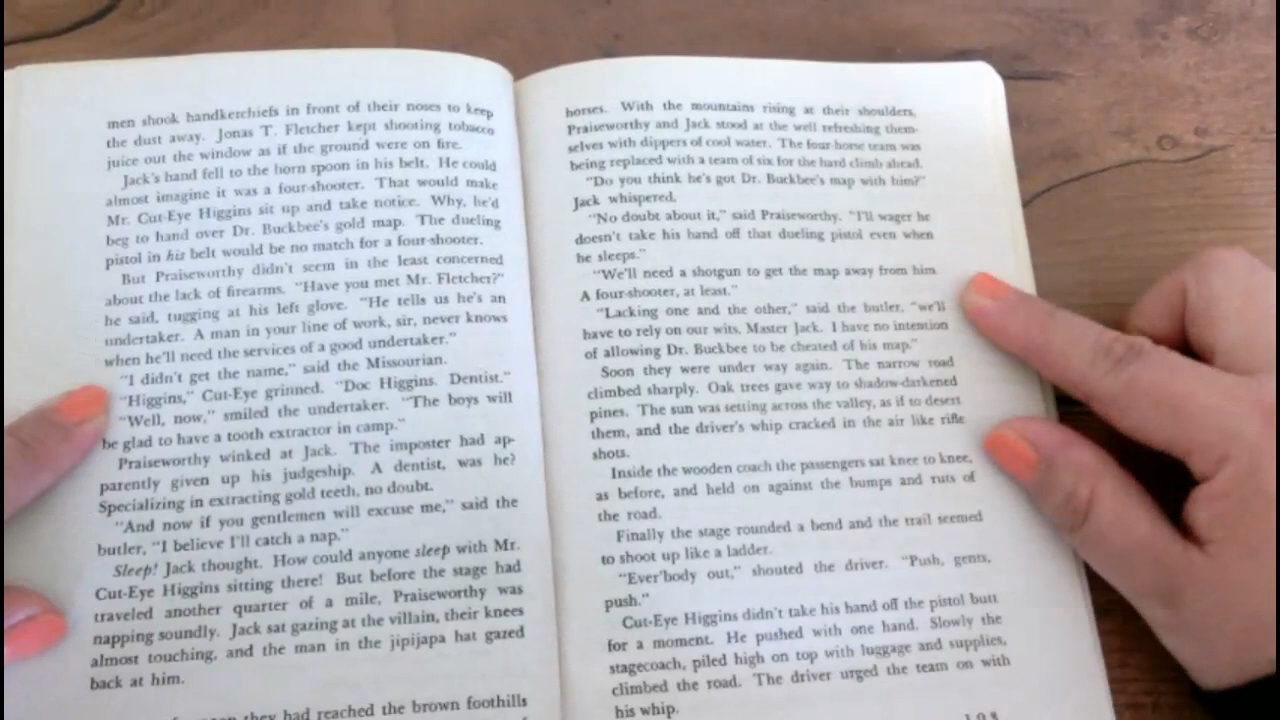 men shook handkerchiefs in front of their noses to keep
the dust away. Jonas T. Fletcher kept shooting tobacco
juice out the window as if the ground were on fire.
Jack's hand fell to the horn spoon in his belt. He could
almost imagine it was a four-shooter. That would make
Mr. Cut-Eye Higgins sit up and take notice. Why, he'd
beg to hand over Dr. Buckbee's gold map. The dueling
pistol in his belt would be no match for a four-shooter.
But Praiseworthy didn't seem in the least concerned
about the lack of firearms. "Have you met Mr. Fletcher?"
he said, tugging at his left glove. "He tells us he's an
undertaker. A man in your line of work, sir, never knows
when he'll need the services of a good undertaker."
"I didn't get the name," said the Missourian.
"Higgins," Cut-Eye grinned. "Doc Higgins. Dentist."
"Well, now," smiled the undertaker. "The boys will
be glad to have a tooth extractor in camp."
Praiseworthy winked at Jack. The imposter had ap-
parently given up his judgeship. A dentist, was he?
Specializing in extracting gold teeth, no doubt.
"And now if you gentlemen will excuse me," said the
butler, "I believe I'll catch a nap."
Sleep! Jack thought. How could anyone sleep with Mr.
Cut-Eye Higgins sitting there! But before the stage had
traveled another quarter of a mile, Praiseworthy was
napping soundly. Jack sat gazing at the villain, their knees
almost touching, and the man in the jipijapa hat gazed
back at him.
they had reached the brown foothills
horses. With the mountains rising at their shoulders,
Praiseworthy and Jack stood at the well refreshing them-
selves with dippers of cool water. The four-horse team was
being replaced with a team of six for the hard climb ahead.
"Do you think he's got Dr. Buckbee's map with him?"
Jack whispered.
"No doubt about it," said Praiseworthy. "I'll wager he
doesn't take his hand off that dueling pistol even when
he sleeps."
"We'll need a shotgun to get the map away from him.
A four-shooter, at least."
"Lacking one and the other," said the butler, "we'll
have to rely on our wits, Master Jack. I have no intention
of allowing Dr. Buckbee to be cheated of his map."
Soon they were under way again. The narrow road
climbed sharply. Oak trees gave way to shadow-darkened
pines. The sun was setting across the valley, as if to desert
them, and the driver's whip cracked in the air like rifle
shots.
Inside the wooden coach the passengers sat knee to knee,
as before, and held on against the bumps and ruts of
the road.
Finally the stage rounded a bend and the trail seemed
to shoot up like a ladder.
"Ever'body out," shouted the driver. "Push, gents,
push."
Cut-Eye Higgins didn't take his hand off the pistol butt
for a moment. He pushed with one hand. Slowly the
stagecoach, piled high on top with luggage and supplies,
climbed the road. The driver urged the team on with
his whip.